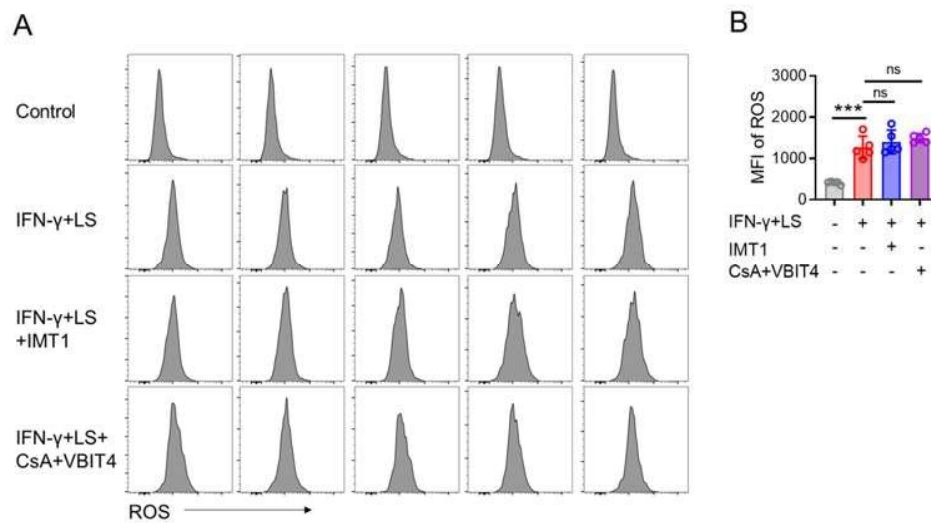 A
Control
IFN-γ+LS
IFN-γ+LS
+IMT1
IFN-γ+LS+
CsA+VBIT4
ROS
B
MFI of ROS
3000
2000
1000
0
ns
ns
***
IFN-γ+LS - + + +
IMT1 - - + -
CsA+VBIT4 - - - +